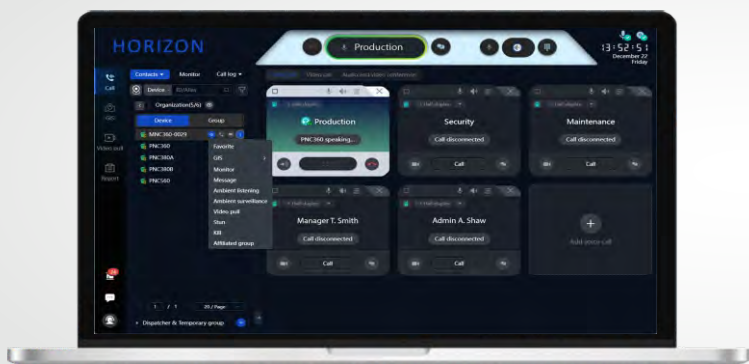 HORIZON
Production
13:52:51
December 22
Friday
Call
GIS
Video pull
Report
Contacts
Monitor
Call log
Device
Organization(5/6)
Device
Group
MNC360-0029
PNC360
PNC380A
PNC380B
PNC560
Favorite
GIS
Monitor
Message
Ambient listening
Ambient surveillance
Video pull
Stun
Kill
Affiliated group
1 / 1
20 / Page
Dispatcher & Temporary group
Production
PNC360 speaking...
Security
Call disconnected
Call
Maintenance
Call disconnected
Call
Manager T. Smith
Call disconnected
Call
Admin A. Shaw
Call disconnected
Call
Add voice call